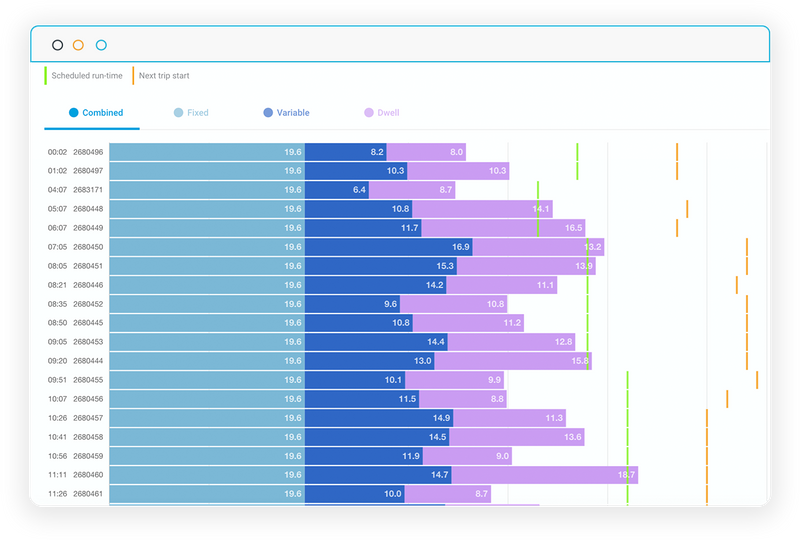 Scheduled run-time Next trip start
Combined Fixed Variable Dwell
00:02 2680496 19.6 8.2 8.0
01:02 2680497 19.6 10.3 10.3
04:07 2683171 19.6 6.4 8.7
05:07 2680448 19.6 10.8 14.1
06:07 2680449 19.6 11.7 16.5
07:05 2680450 19.6 16.9 13.2
08:05 2680451 19.6 15.3 13.9
08:21 2680446 19.6 14.2 11.1
08:35 2680452 19.6 9.6 10.8
08:50 2680445 19.6 10.8 11.2
09:05 2680453 19.6 14.4 12.8
09:20 2680444 19.6 13.0 15.8
09:51 2680455 19.6 10.1 9.9
10:07 2680456 19.6 11.5 8.8
10:26 2680457 19.6 14.9 11.3
10:41 2680458 19.6 14.5 13.6
10:56 2680459 19.6 11.9 9.0
11:11 2680460 19.6 14.7 18.7
11:26 2680461 19.6 10.0 8.7